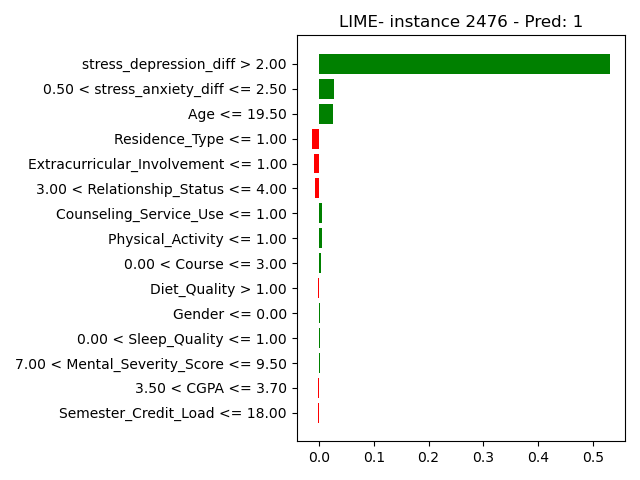 LIME- instance 2476 - Pred: 1
stress_depression_diff > 2.00
0.50 < stress_anxiety_diff <= 2.50
Age <= 19.50
Residence_Type <= 1.00
Extracurricular_Involvement <= 1.00
3.00 < Relationship_Status <= 4.00
Counseling_Service_Use <= 1.00
Physical_Activity <= 1.00
0.00 < Course <= 3.00
Diet_Quality > 1.00
Gender <= 0.00
0.00 < Sleep_Quality <= 1.00
7.00 < Mental_Severity_Score <= 9.50
3.50 < CGPA <= 3.70
Semester_Credit_Load <= 18.00
0.0 0.1 0.2 0.3 0.4 0.5